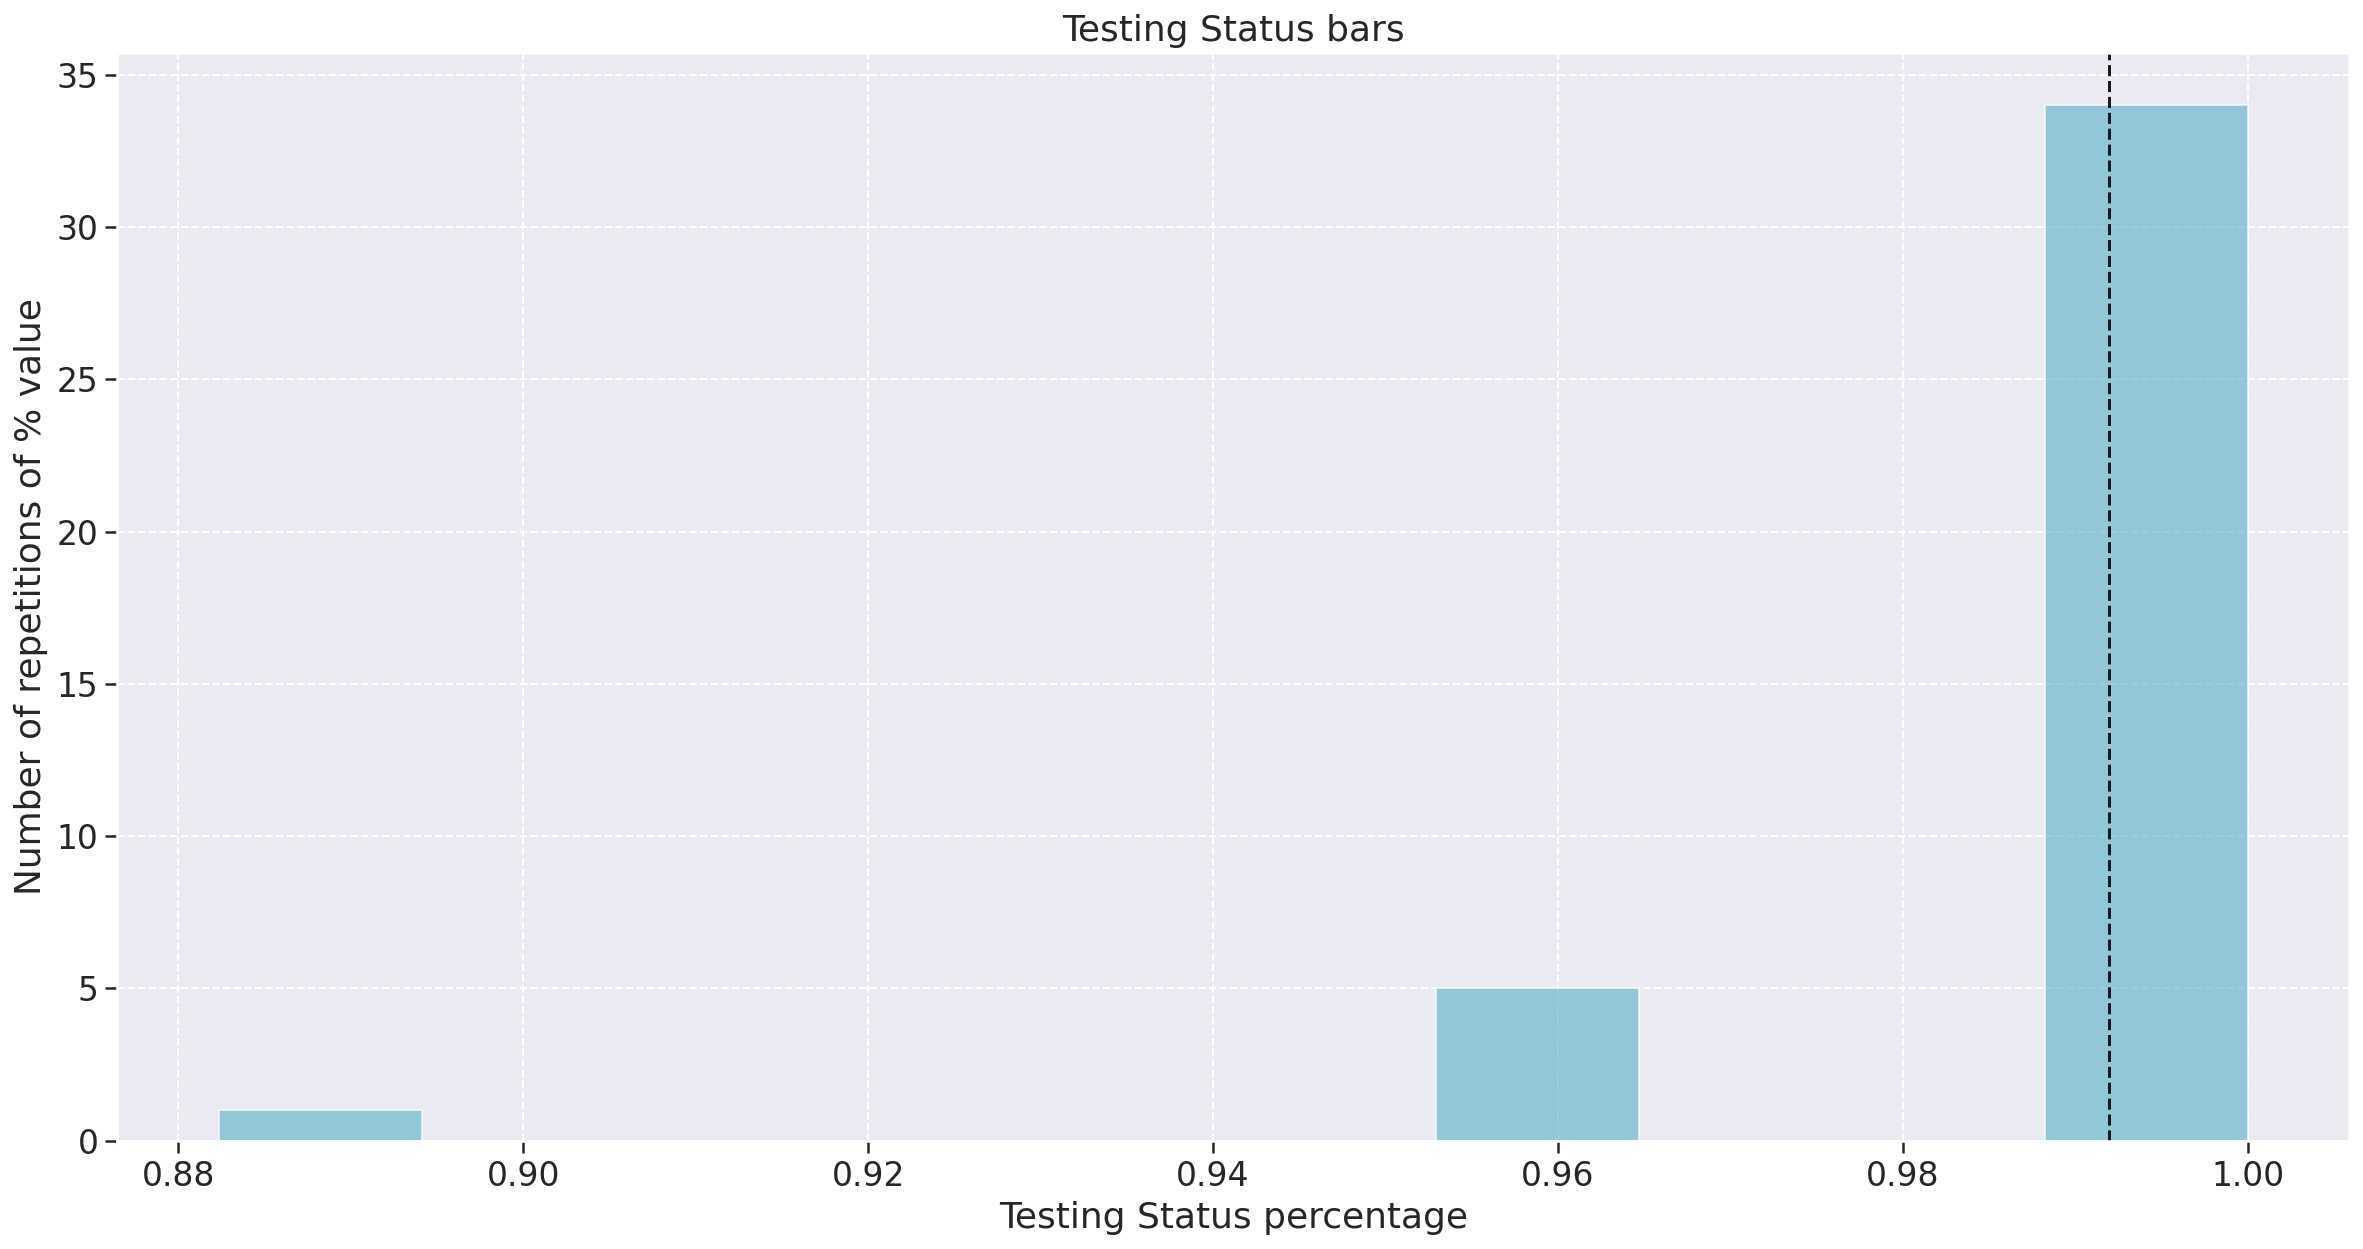 Testing Status bars
35
30
25
20
15
10
5
0
Number of repetitions of % value
0.88 0.90 0.92 0.94 0.96 0.98 1.00
Testing Status percentage